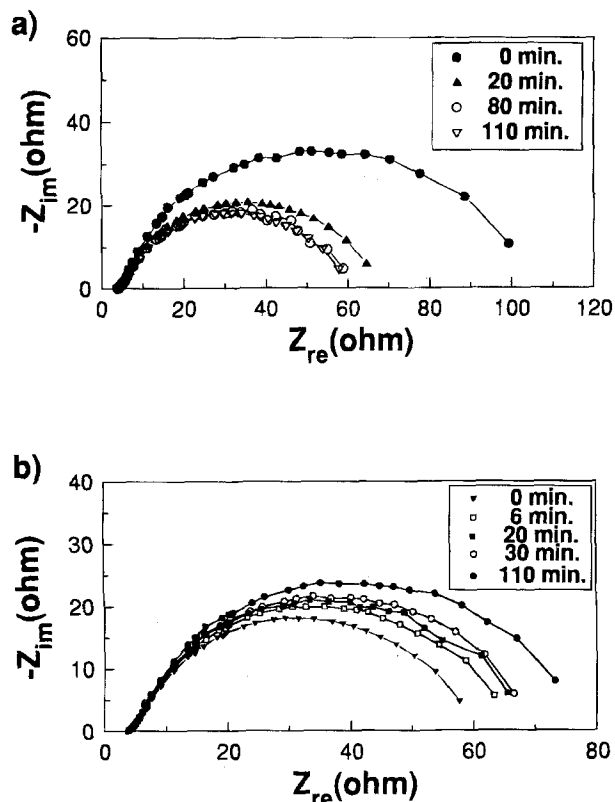 a)
60
40
20
0
0 20 40 60 80 100 120
-Z_im(ohm)
Z_re(ohm)
0 min.
20 min.
80 min.
110 min.
b)
40
30
20
10
0
0 20 40 60 80
-Z_im(ohm)
Z_re(ohm)
0 min.
6 min.
20 min.
30 min.
110 min.